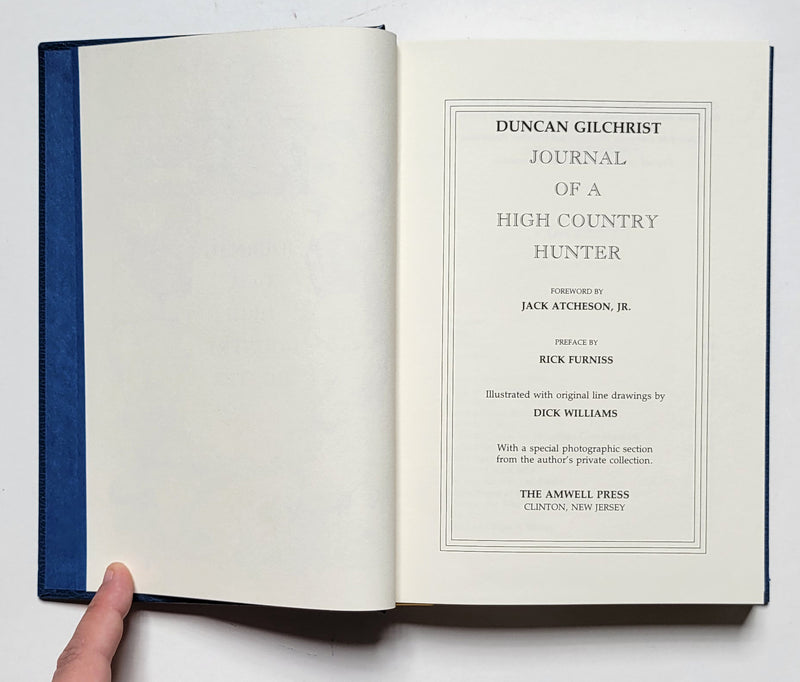 DUNCAN GILCHRIST
JOURNAL
OF A
HIGH COUNTRY
HUNTER
FOREWORD BY
JACK ATCHESON, JR.
PREFACE BY
RICK FURNISS
Illustrated with original line drawings by
DICK WILLIAMS
With a special photographic section
from the author's private collection.
THE AMWELL PRESS
CLINTON, NEW JERSEY